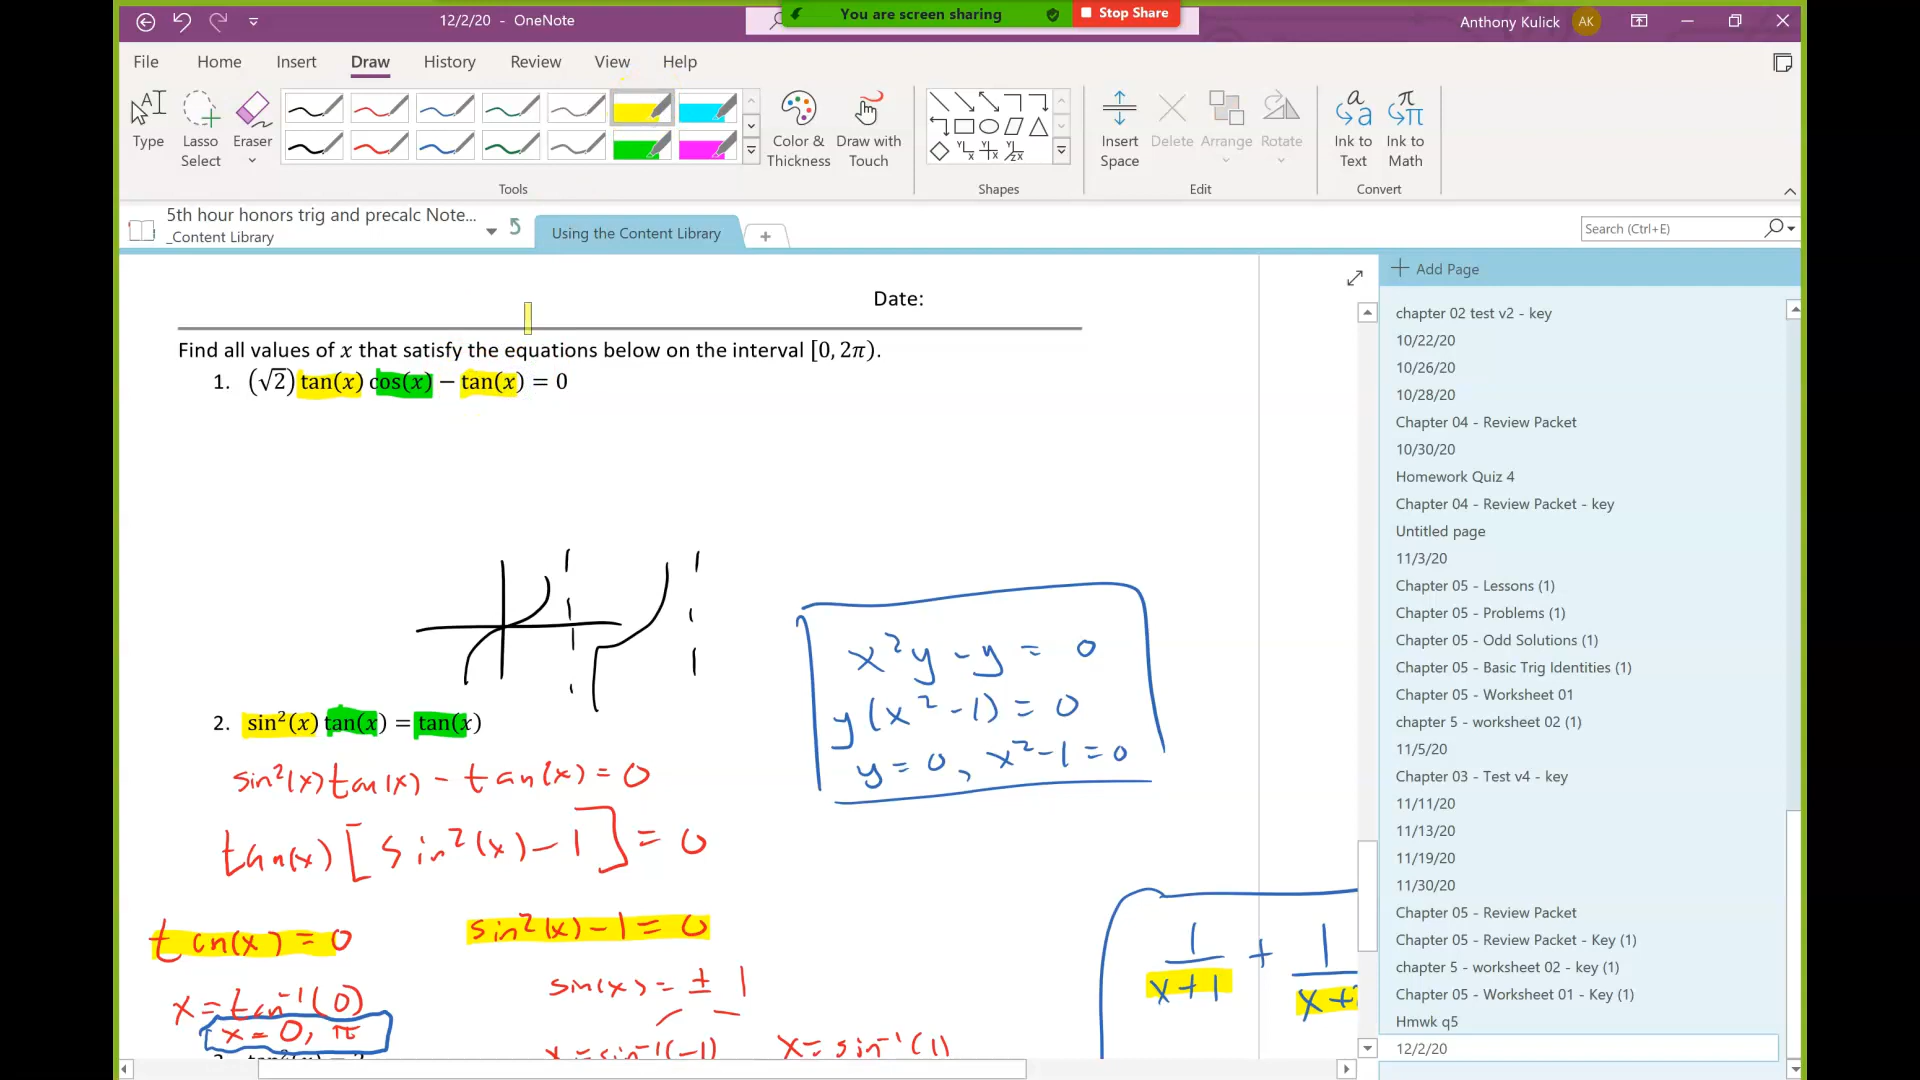 12/2/20 - OneNote
You are screen sharing
Stop Share
Anthony Kulick
AK
File Home Insert Draw History Review View Help
Type
Lasso Select
Eraser
Color & Thickness
Draw with Touch
Insert Space
Delete
Arrange
Rotate
Ink to Text
Ink to Math
Tools
Shapes
Edit
Convert
5th hour honors trig and precalc Note...
_Content Library
Using the Content Library
Search (Ctrl+E)
Date:
Find all values of x that satisfy the equations below on the interval [0, 2π).
1. (√2) tan(x) cos(x) − tan(x) = 0
x²y - y = 0
y(x² - 1) = 0
y = 0, x² - 1 = 0
2. sin²(x) tan(x) = tan(x)
sin²(x) tan(x) - tan(x) = 0
tan(x) [sin²(x) - 1] = 0
tan(x) = 0
sin²(x) - 1 = 0
x = tan⁻¹(0)
x = 0, π
sin(x) = ± 1
x = sin⁻¹(-1)
x = sin⁻¹(1)
1/(x+1) + 1/
Add Page
chapter 02 test v2 - key
10/22/20
10/26/20
10/28/20
Chapter 04 - Review Packet
10/30/20
Homework Quiz 4
Chapter 04 - Review Packet - key
Untitled page
11/3/20
Chapter 05 - Lessons (1)
Chapter 05 - Problems (1)
Chapter 05 - Odd Solutions (1)
Chapter 05 - Basic Trig Identities (1)
Chapter 05 - Worksheet 01
chapter 5 - worksheet 02 (1)
11/5/20
Chapter 03 - Test v4 - key
11/11/20
11/13/20
11/19/20
11/30/20
Chapter 05 - Review Packet
Chapter 05 - Review Packet - Key (1)
chapter 5 - worksheet 02 - key (1)
Chapter 05 - Worksheet 01 - Key (1)
Hmwk q5
12/2/20